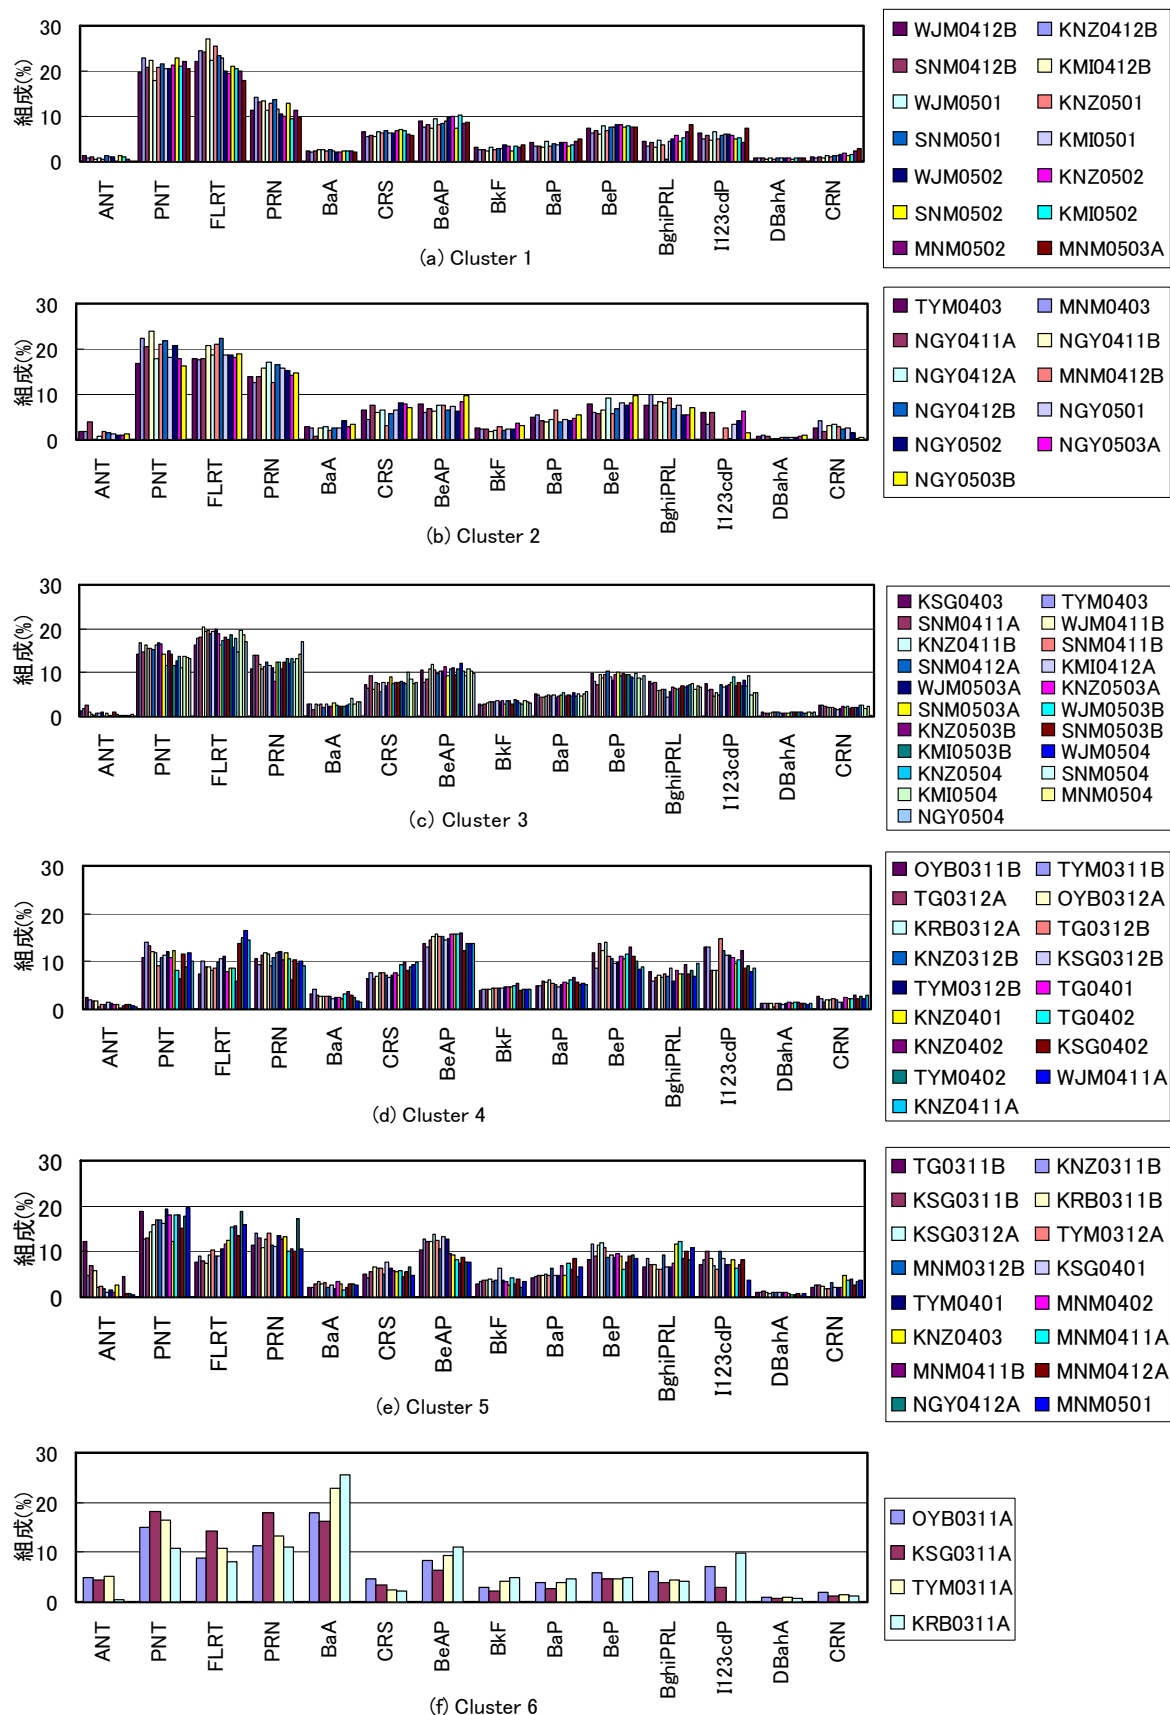 30
20
10
0
組成(%)
ANT PNT FLRT PRN BaA CRS BeAP BkF BaP BeP BghiPRL I123cdP DBahA CRN
(a) Cluster 1
WJM0412B KNZ0412B
SNM0412B KMI0412B
WJM0501 KNZ0501
SNM0501 KMI0501
WJM0502 KNZ0502
SNM0502 KMI0502
MNM0502 MNM0503A
30
20
10
0
組成(%)
ANT PNT FLRT PRN BaA CRS BeAP BkF BaP BeP BghiPRL I123cdP DBahA CRN
(b) Cluster 2
TYM0403 MNM0403
NGY0411A NGY0411B
NGY0412A MNM0412B
NGY0412B NGY0501
NGY0502 NGY0503A
NGY0503B
30
20
10
0
組成(%)
ANT PNT FLRT PRN BaA CRS BeAP BkF BaP BeP BghiPRL I123cdP DBahA CRN
(c) Cluster 3
KSG0403 TYM0403
SNM0411A WJM0411B
KNZ0411B SNM0411B
SNM0412A KMI0412A
WJM0503A KNZ0503A
SNM0503A WJM0503B
KNZ0503B SNM0503B
KMI0503B WJM0504
KNZ0504 SNM0504
KMI0504 MNM0504
NGY0504
30
20
10
0
組成(%)
ANT PNT FLRT PRN BaA CRS BeAP BkF BaP BeP BghiPRL I123cdP DBahA CRN
(d) Cluster 4
OYB0311B TYM0311B
TG0312A OYB0312A
KRB0312A TG0312B
KNZ0312B KSG0312B
TYM0312B TG0401
KNZ0401 TG0402
KNZ0402 KSG0402
TYM0402 WJM0411A
KNZ0411A
30
20
10
0
組成(%)
ANT PNT FLRT PRN BaA CRS BeAP BkF BaP BeP BghiPRL I123cdP DBahA CRN
(e) Cluster 5
TG0311B KNZ0311B
KSG0311B KRB0311B
KSG0312A TYM0312A
MNM0312B KSG0401
TYM0401 MNM0402
KNZ0403 MNM0411A
MNM0411B MNM0412A
NGY0412A MNM0501
30
20
10
0
組成(%)
ANT PNT FLRT PRN BaA CRS BeAP BkF BaP BeP BghiPRL I123cdP DBahA CRN
(f) Cluster 6
OYB0311A
KSG0311A
TYM0311A
KRB0311A